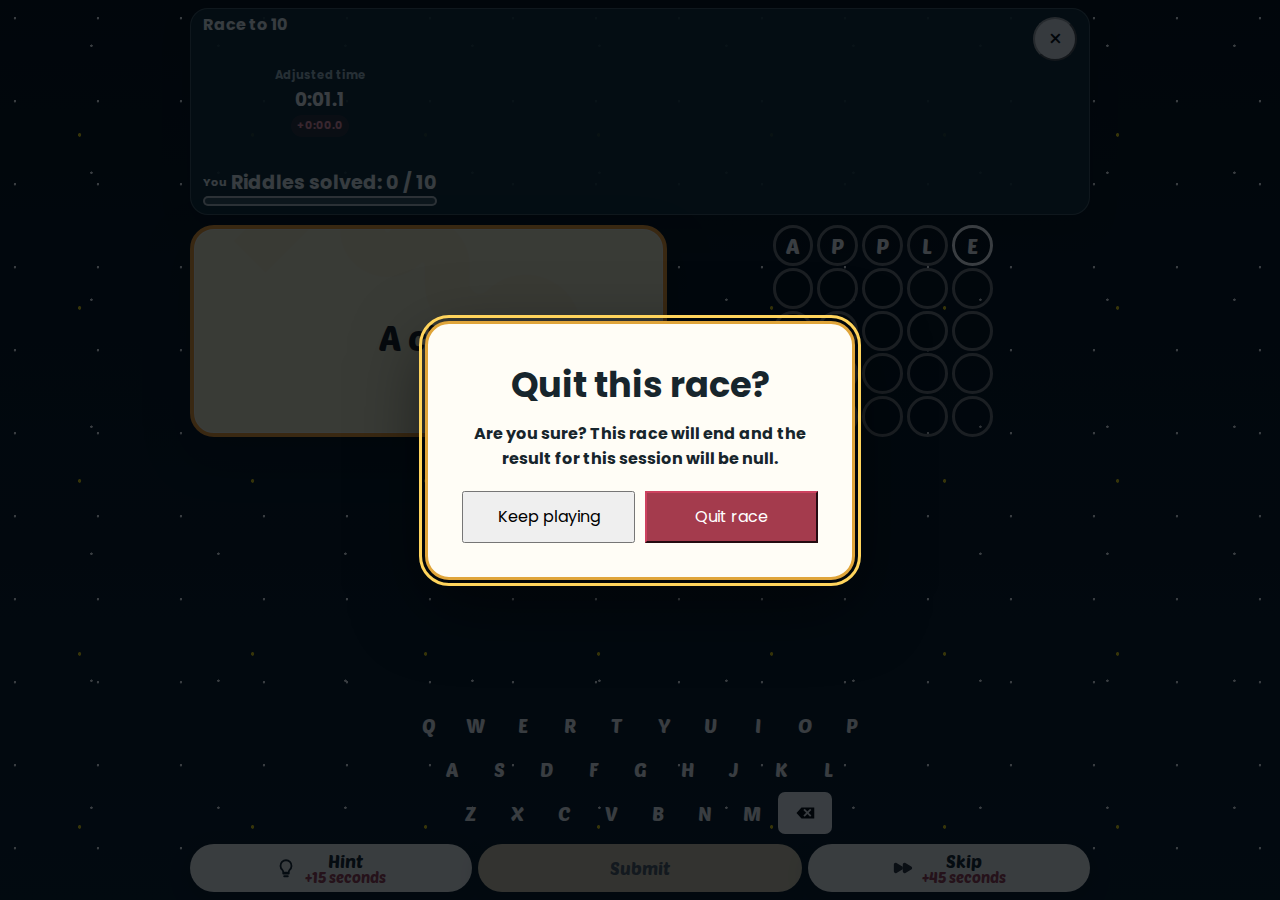 Race to 10
Adjusted time
0:01.1
+0:00.0
You Riddles solved: 0 / 10
A P P L E
A
Quit this race?
Are you sure? This race will end and the
result for this session will be null.
Keep playing
Quit race
Q W E R T Y U I O P
A S D F G H J K L
Z X C V B N M
Hint
+15 seconds
Submit
Skip
+45 seconds